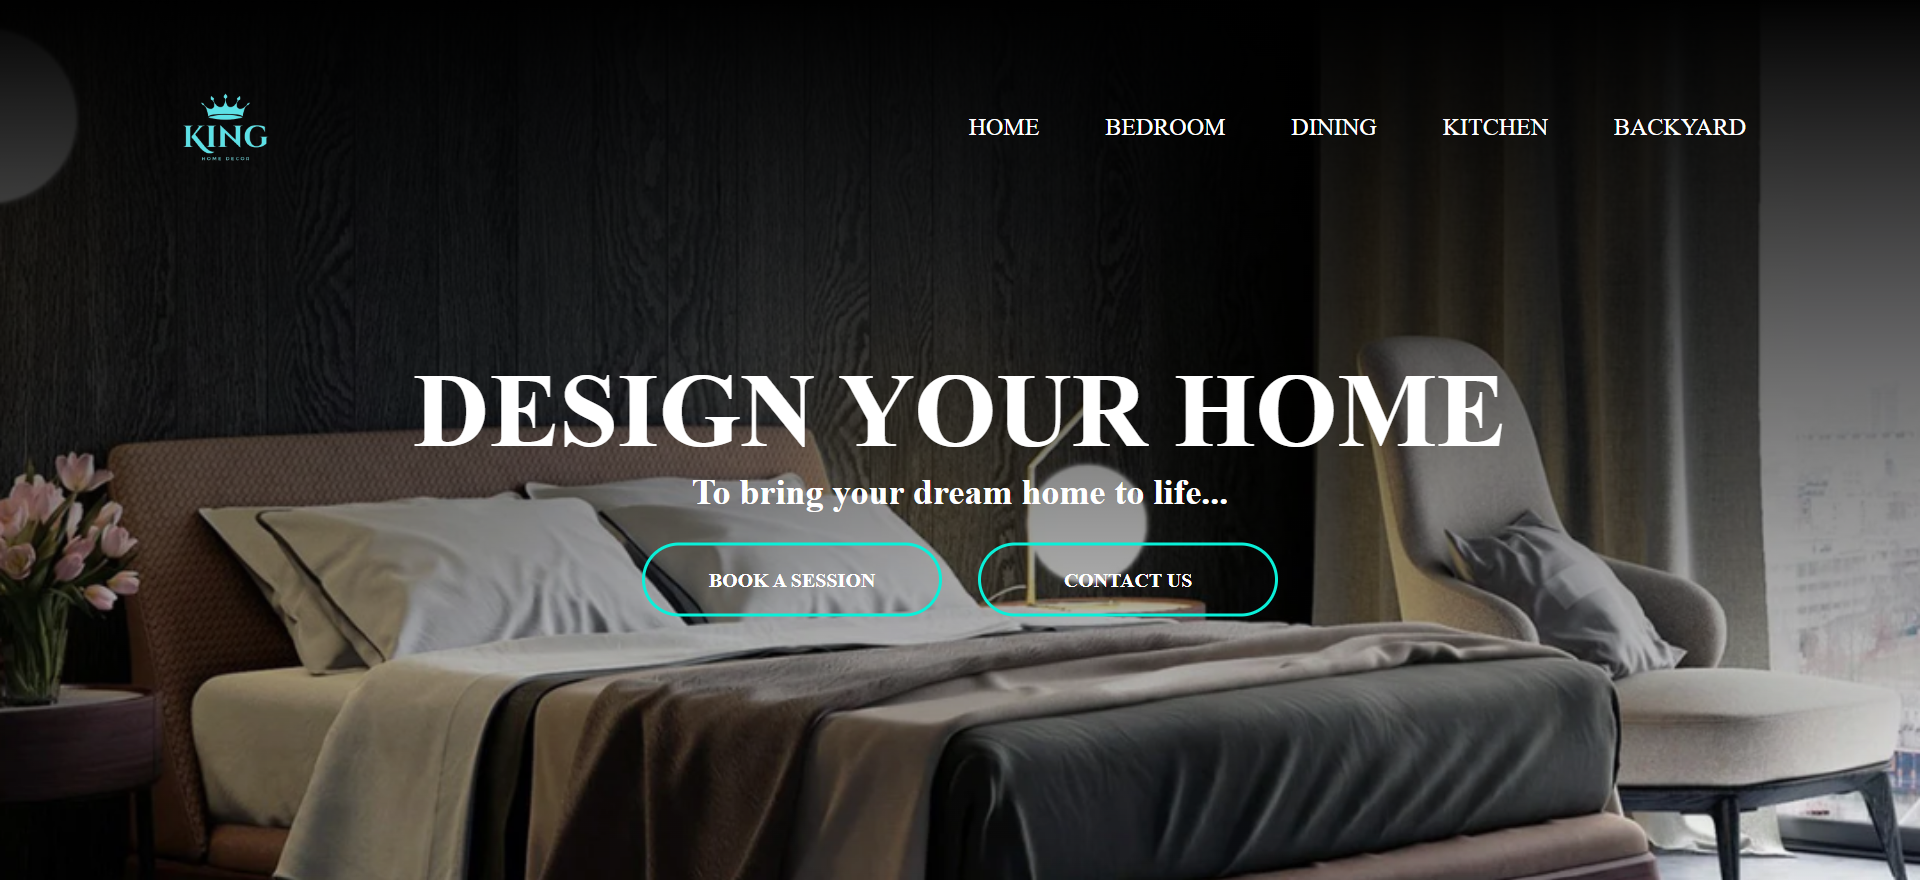 KING
HOME DECOR
HOME BEDROOM DINING KITCHEN BACKYARD
DESIGN YOUR HOME
To bring your dream home to life...
BOOK A SESSION CONTACT US